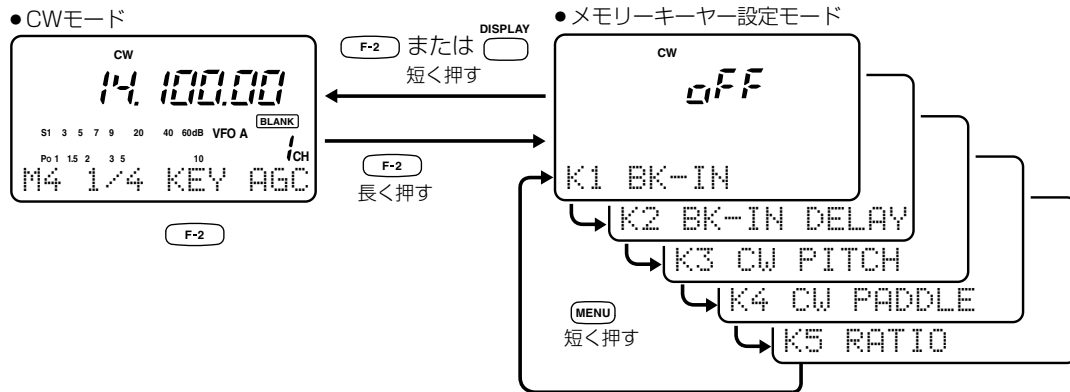 ●CWモード
CW
14.100.00
BLANK
S1 3 5 7 9 20 40 60dB VFO A
1CH
Po 1 1.5 2 3 5 10
M4 1/4 KEY AGC
F-2
DISPLAY
F-2 または
短く押す
F-2
長く押す
●メモリーキーヤー設定モード
CW
oFF
K1 BK-IN
K2 BK-IN DELAY
K3 CW PITCH
K4 CW PADDLE
K5 RATIO
MENU
短く押す